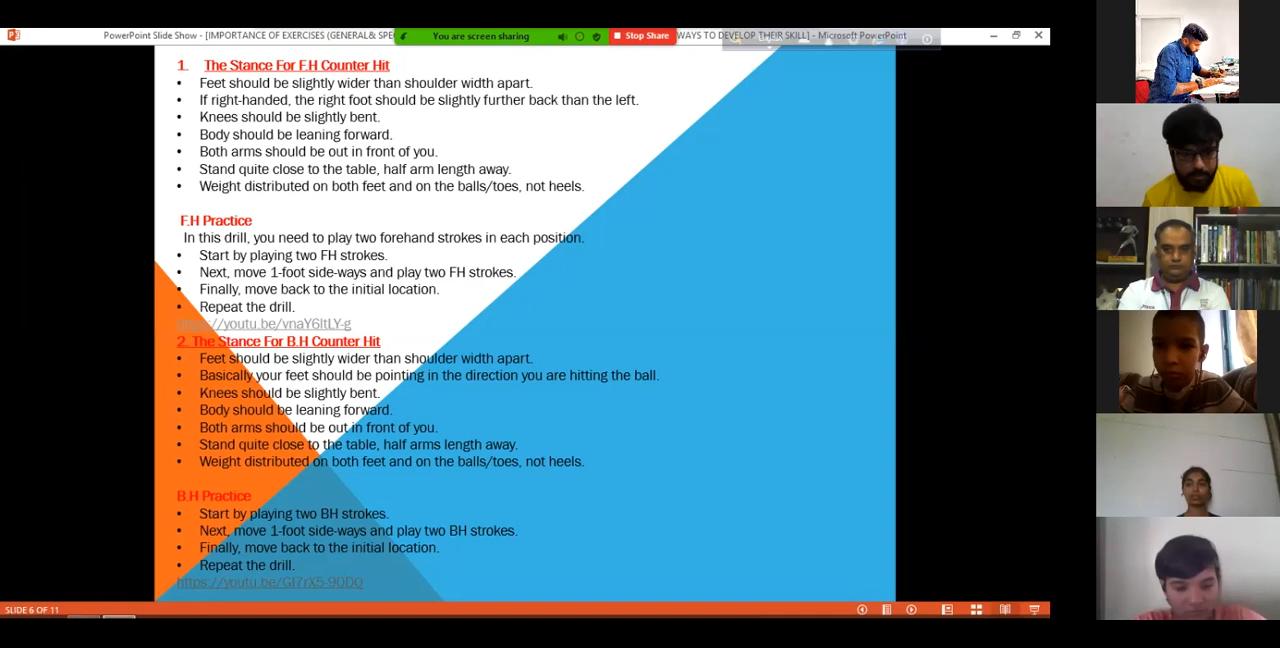 PowerPoint Slide Show - [IMPORTANCE OF EXERCISES (GENERAL& SPE
You are screen sharing
Stop Share
WAYS TO DEVELOP THEIR SKILL] - Microsoft PowerPoint
1. The Stance For F.H Counter Hit
• Feet should be slightly wider than shoulder width apart.
• If right-handed, the right foot should be slightly further back than the left.
• Knees should be slightly bent.
• Body should be leaning forward.
• Both arms should be out in front of you.
• Stand quite close to the table, half arm length away.
• Weight distributed on both feet and on the balls/toes, not heels.
F.H Practice
In this drill, you need to play two forehand strokes in each position.
• Start by playing two FH strokes.
• Next, move 1-foot side-ways and play two FH strokes.
• Finally, move back to the initial location.
• Repeat the drill.
2. The Stance For B.H Counter Hit
• Feet should be slightly wider than shoulder width apart.
• Basically your feet should be pointing in the direction you are hitting the ball.
• Knees should be slightly bent.
• Body should be leaning forward.
• Both arms should be out in front of you.
• Stand quite close to the table, half arms length away.
• Weight distributed on both feet and on the balls/toes, not heels.
B.H Practice
• Start by playing two BH strokes.
• Next, move 1-foot side-ways and play two BH strokes.
• Finally, move back to the initial location.
• Repeat the drill.
SLIDE 6 OF 11